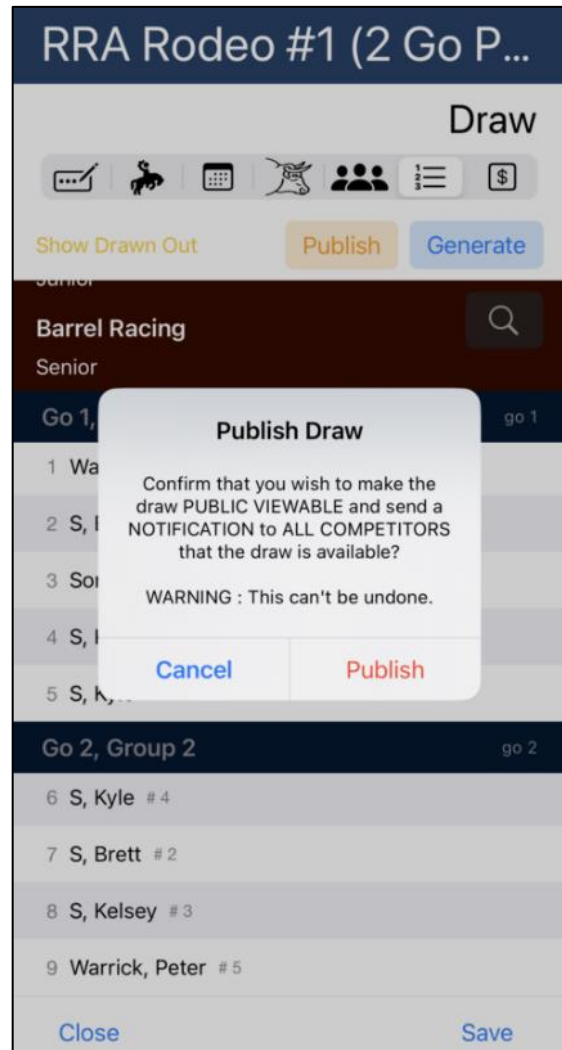 RRA Rodeo #1 (2 Go P...
Draw
Show Drawn Out
Publish
Generate
Junior
Barrel Racing
Senior
Go 1,
go 1
Publish Draw
Confirm that you wish to make the
draw PUBLIC VIEWABLE and send a
NOTIFICATION to ALL COMPETITORS
that the draw is available?
WARNING : This can't be undone.
Cancel
Publish
1 Wa
2 S,
3 Sor
4 S,
5 S,
Go 2, Group 2
go 2
6 S, Kyle #4
7 S, Brett #2
8 S, Kelsey #3
9 Warrick, Peter #5
Close
Save